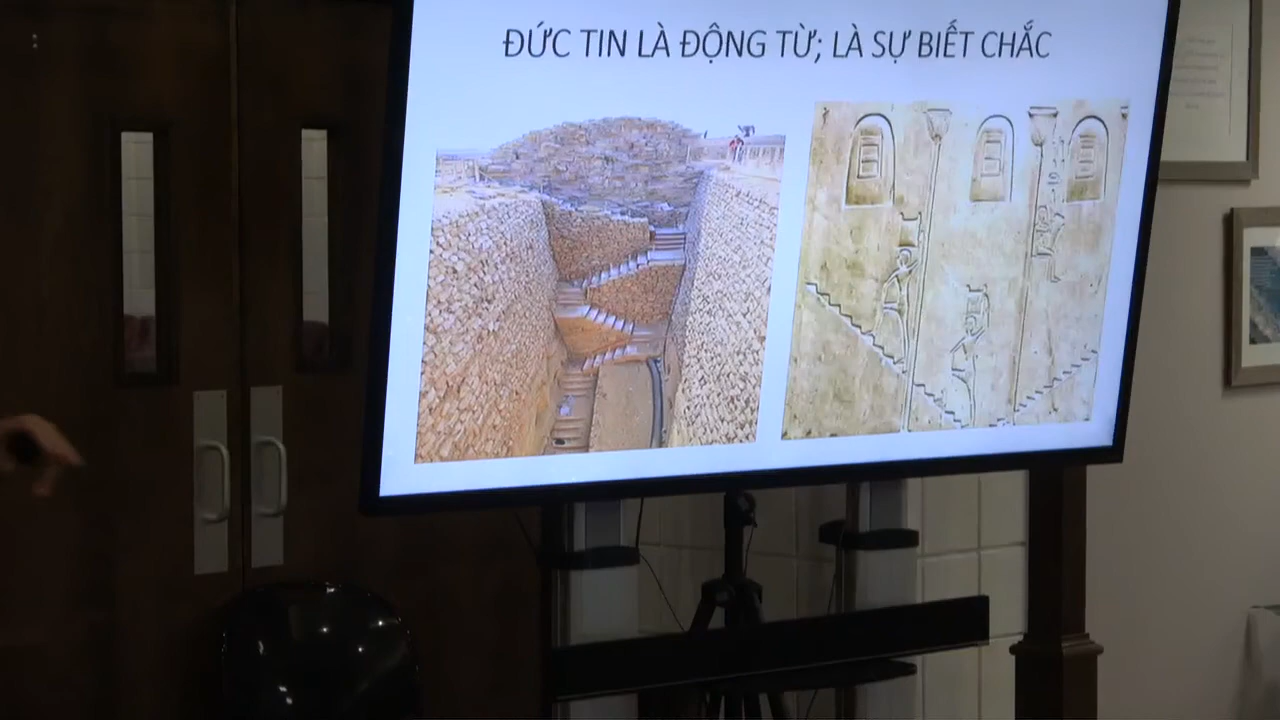 ĐỨC TIN LÀ ĐỘNG TỪ; LÀ SỰ BIẾT CHẮC